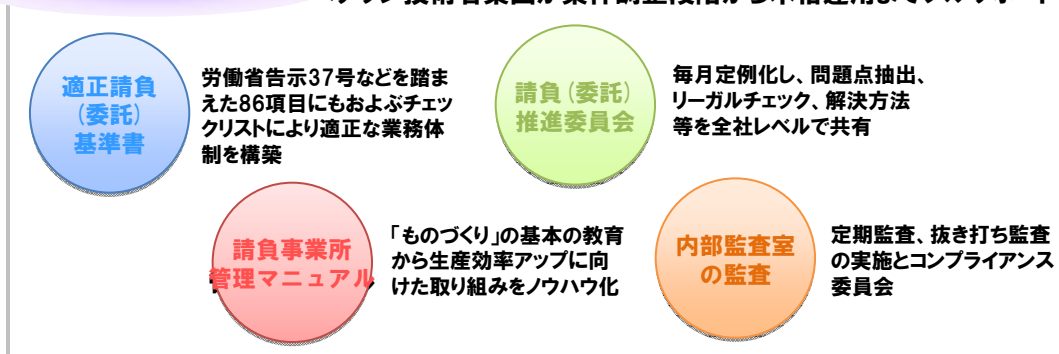 適正請負
(委託)
基準書
労働省告示37号などを踏ま
えた86項目にもおよぶチェッ
クリストにより適正な業務体
制を構築
請負(委託)
推進委員会
毎月定例化し、問題点抽出、
リーガルチェック、解決方法
等を全社レベルで共有
請負事業所
管理マニュアル
「ものづくり」の基本の教育
から生産効率アップに向
けた取り組みをノウハウ化
内部監査室
の監査
定期監査、抜き打ち監査
の実施とコンプライアンス
委員会